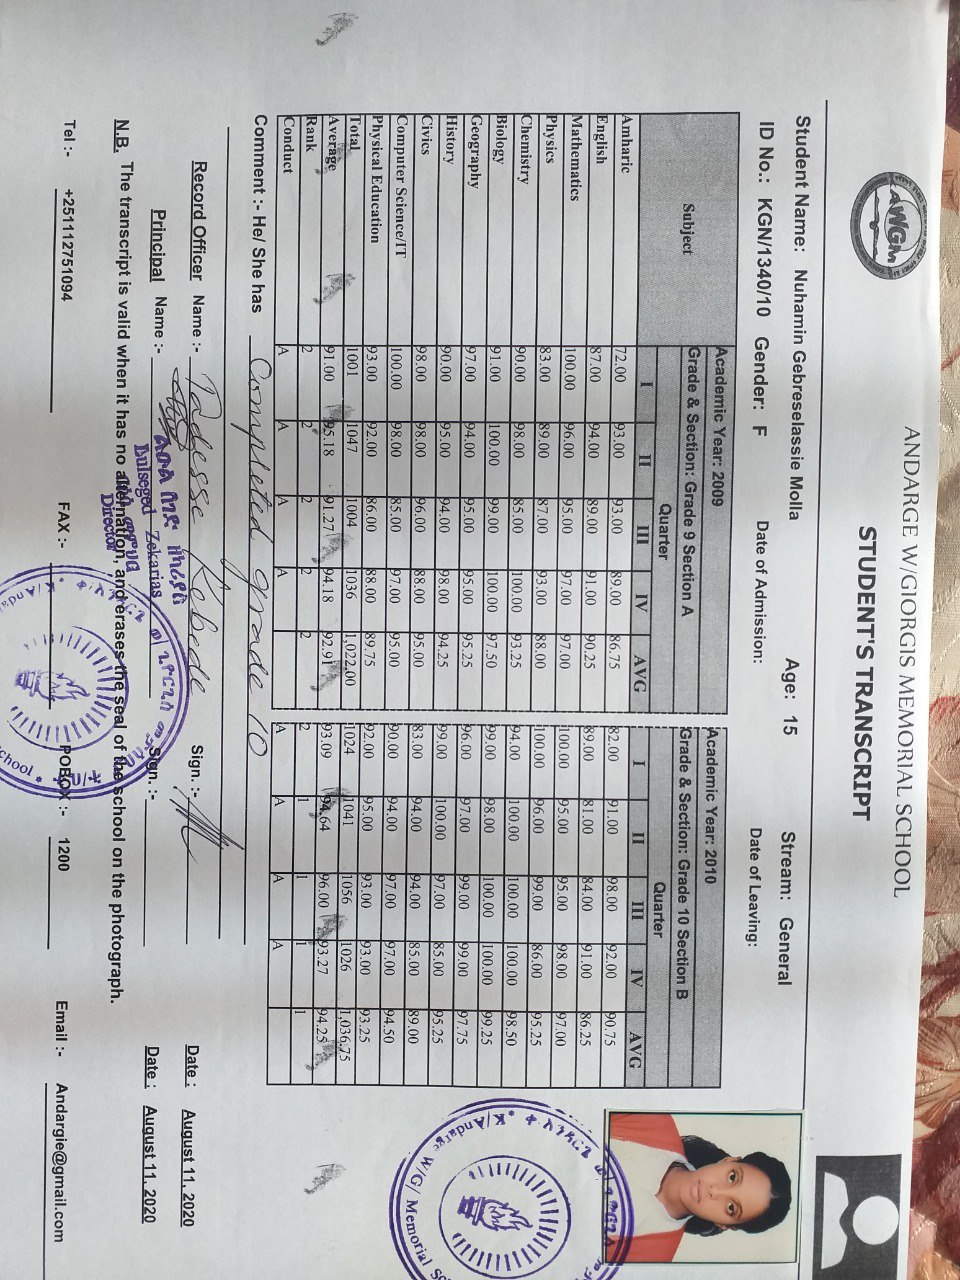 AWGM
ANDARGE W/GIORGIS MEMORIAL SCHOOL
STUDENT'S TRANSCRIPT
Student Name: Nuhamin Gebreselassie Molla Age: 15 Stream: General
ID No.: KGN/1340/10 Gender: F Date of Admission: Date of Leaving:
Subject Academic Year: 2009 Academic Year: 2010
Grade & Section: Grade 9 Section A Grade & Section: Grade 10 Section B
Quarter Quarter
I II III IV AVG I II III IV AVG
Amharic 72.00 93.00 93.00 89.00 86.75 82.00 91.00 98.00 92.00 90.75
English 87.00 94.00 89.00 91.00 90.25 89.00 81.00 84.00 91.00 86.25
Mathematics 100.00 96.00 95.00 97.00 97.00 100.00 95.00 95.00 98.00 97.00
Physics 83.00 89.00 87.00 93.00 88.00 100.00 96.00 99.00 86.00 95.25
Chemistry 90.00 98.00 85.00 100.00 93.25 94.00 100.00 100.00 100.00 98.50
Biology 91.00 100.00 99.00 100.00 97.50 99.00 98.00 100.00 100.00 99.25
Geography 97.00 94.00 95.00 95.00 95.25 96.00 97.00 99.00 99.00 97.75
History 90.00 95.00 94.00 98.00 94.25 99.00 100.00 97.00 85.00 95.25
Civics 98.00 98.00 96.00 88.00 95.00 83.00 94.00 94.00 85.00 89.00
Computer Science/IT 100.00 98.00 85.00 97.00 95.00 90.00 94.00 97.00 97.00 94.50
Physical Education 93.00 92.00 86.00 88.00 89.75 92.00 95.00 93.00 93.00 93.25
Total 1001 1047 1004 1036 1,022.00 1024 1041 1056 1026 1,036.75
Average 91.00 95.18 91.27 94.18 92.91 93.09 94.64 96.00 93.27 94.25
Rank 2 2 2 2 2 2 1 1 1 1
Conduct A A A A A A A A
K/Andarge W/G/ Memorial
Comment :- He/ She has Completed grade 10
Record Officer Name :- Tadesse Kebede Sign. :- Date : August 11, 2020
Principal Name :- Sign. :- Date : August 11, 2020
Bulseged Zekarias
Director
N.B. The transcript is valid when it has no alternation, and erases the seal of the school on the photograph.
Tel :- +251112751094 FAX :- POBOX :- 1200 Email :- Andargie@gmail.com